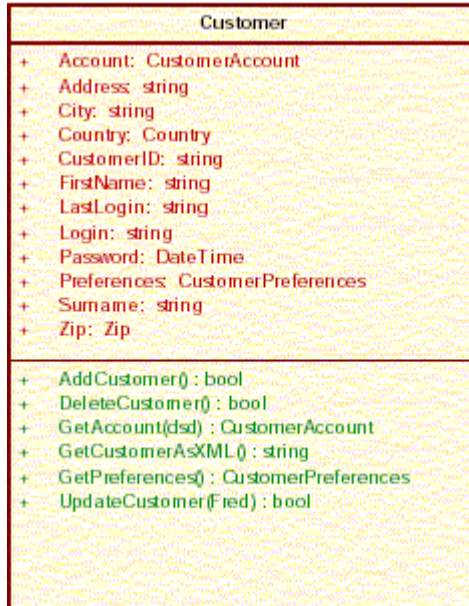 Customer
+ Account: CustomerAccount
+ Address: string
+ City: string
+ Country: Country
+ CustomerID: string
+ FirstName: string
+ LastLogin: string
+ Login: string
+ Password: DateTime
+ Preferences: CustomerPreferences
+ Surname: string
+ Zip: Zip
+ AddCustomer() : bool
+ DeleteCustomer() : bool
+ GetAccount(dsd) : CustomerAccount
+ GetCustomerAsXML() : string
+ GetPreferences() : CustomerPreferences
+ UpdateCustomer(Fred) : bool